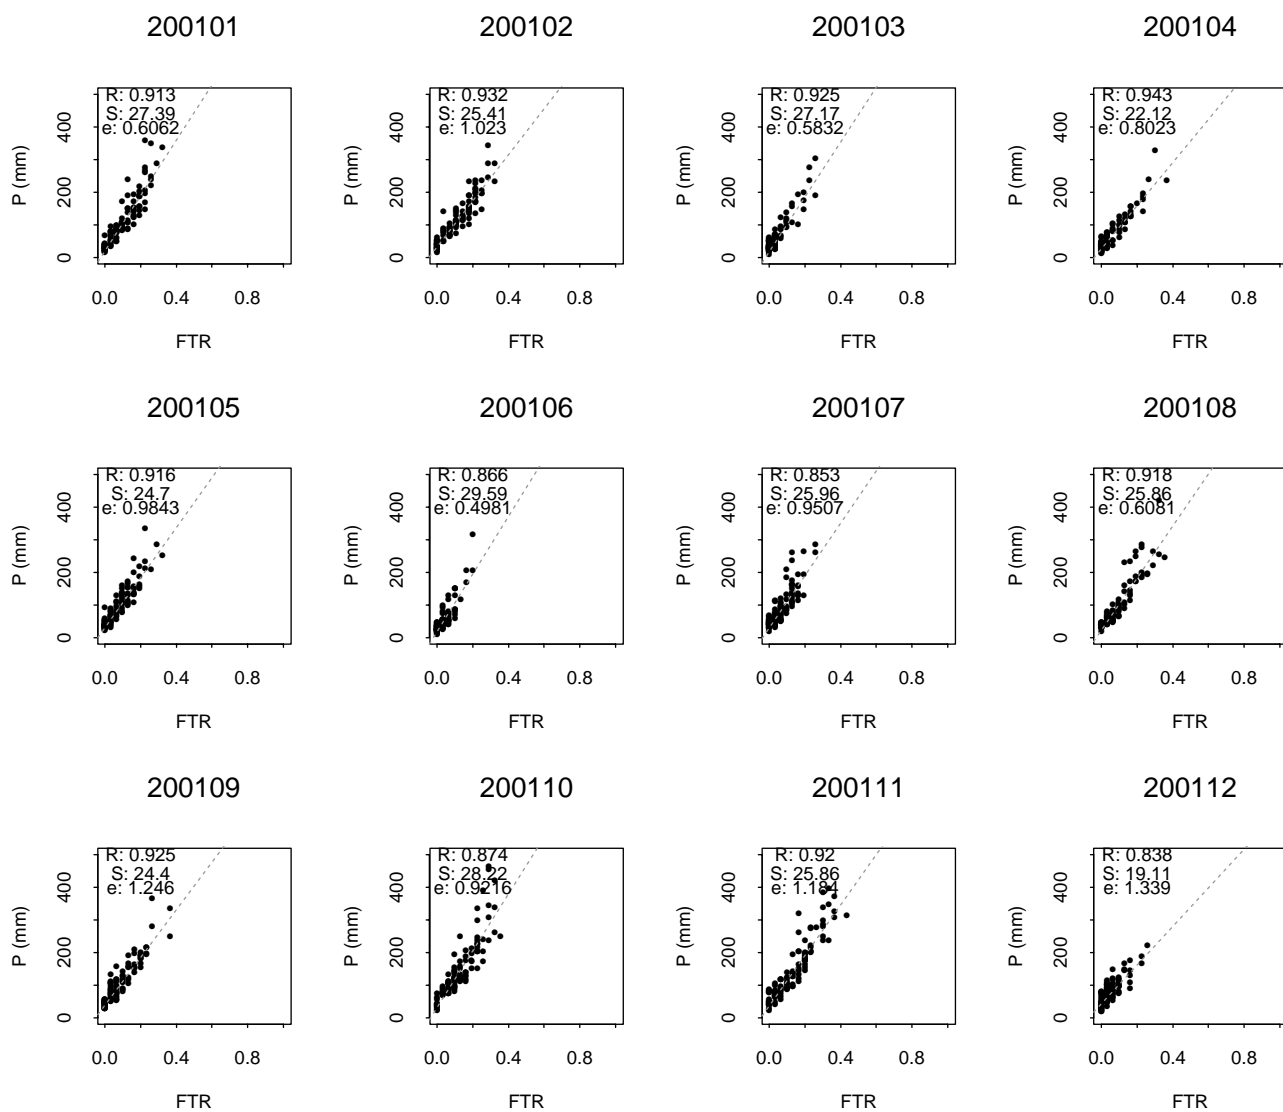 200101
200102
200103
200104
R: 0.913
S: 27.39
e: 0.6062
R: 0.932
S: 25.41
e: 1.023
R: 0.925
S: 27.17
e: 0.5832
R: 0.943
S: 22.12
e: 0.8023
P (mm)
0 200 400
0.0 0.4 0.8
FTR
P (mm)
0 200 400
0.0 0.4 0.8
FTR
P (mm)
0 200 400
0.0 0.4 0.8
FTR
P (mm)
0 200 400
0.0 0.4 0.8
FTR
200105
200106
200107
200108
R: 0.916
S: 24.7
e: 0.9843
R: 0.866
S: 29.59
e: 0.4981
R: 0.853
S: 25.96
e: 0.9507
R: 0.918
S: 25.86
e: 0.6081
P (mm)
0 200 400
0.0 0.4 0.8
FTR
P (mm)
0 200 400
0.0 0.4 0.8
FTR
P (mm)
0 200 400
0.0 0.4 0.8
FTR
P (mm)
0 200 400
0.0 0.4 0.8
FTR
200109
200110
200111
200112
R: 0.925
S: 24.4
e: 1.246
R: 0.874
S: 28.22
e: 0.9216
R: 0.92
S: 25.86
e: 1.184
R: 0.838
S: 19.11
e: 1.339
P (mm)
0 200 400
0.0 0.4 0.8
FTR
P (mm)
0 200 400
0.0 0.4 0.8
FTR
P (mm)
0 200 400
0.0 0.4 0.8
FTR
P (mm)
0 200 400
0.0 0.4 0.8
FTR